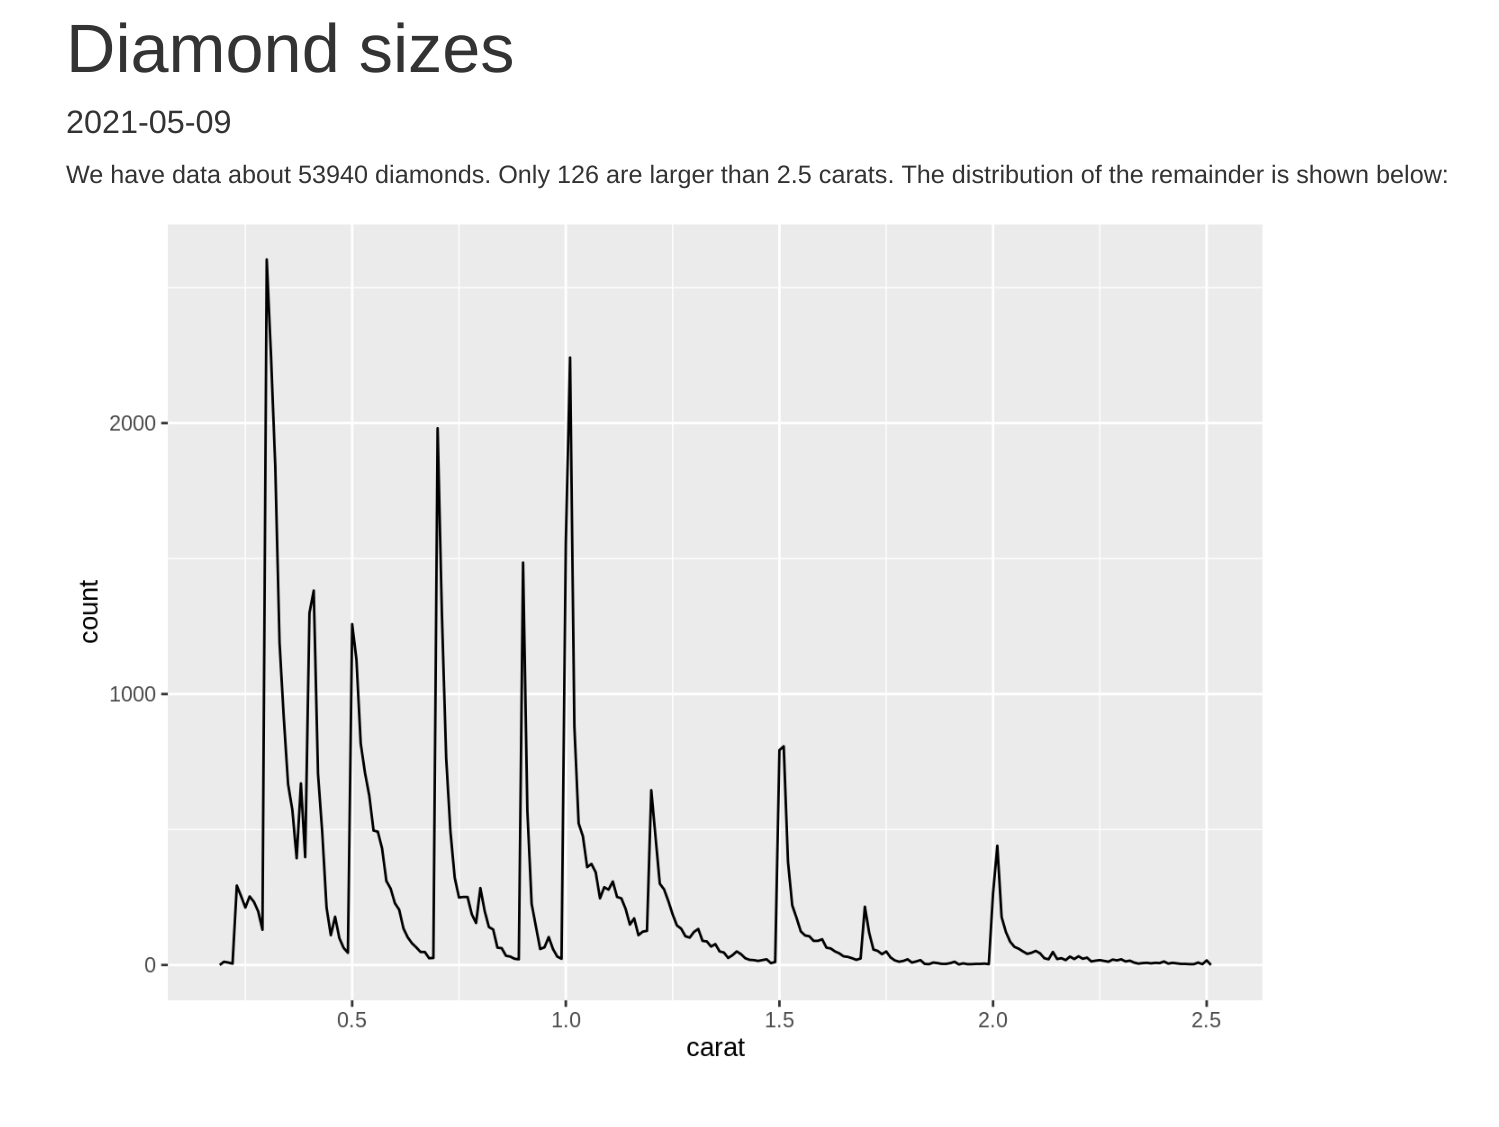 Diamond sizes
2021-05-09
We have data about 53940 diamonds. Only 126 are larger than 2.5 carats. The distribution of the remainder is shown below:
2000
1000
0
count
0.5 1.0 1.5 2.0 2.5
carat